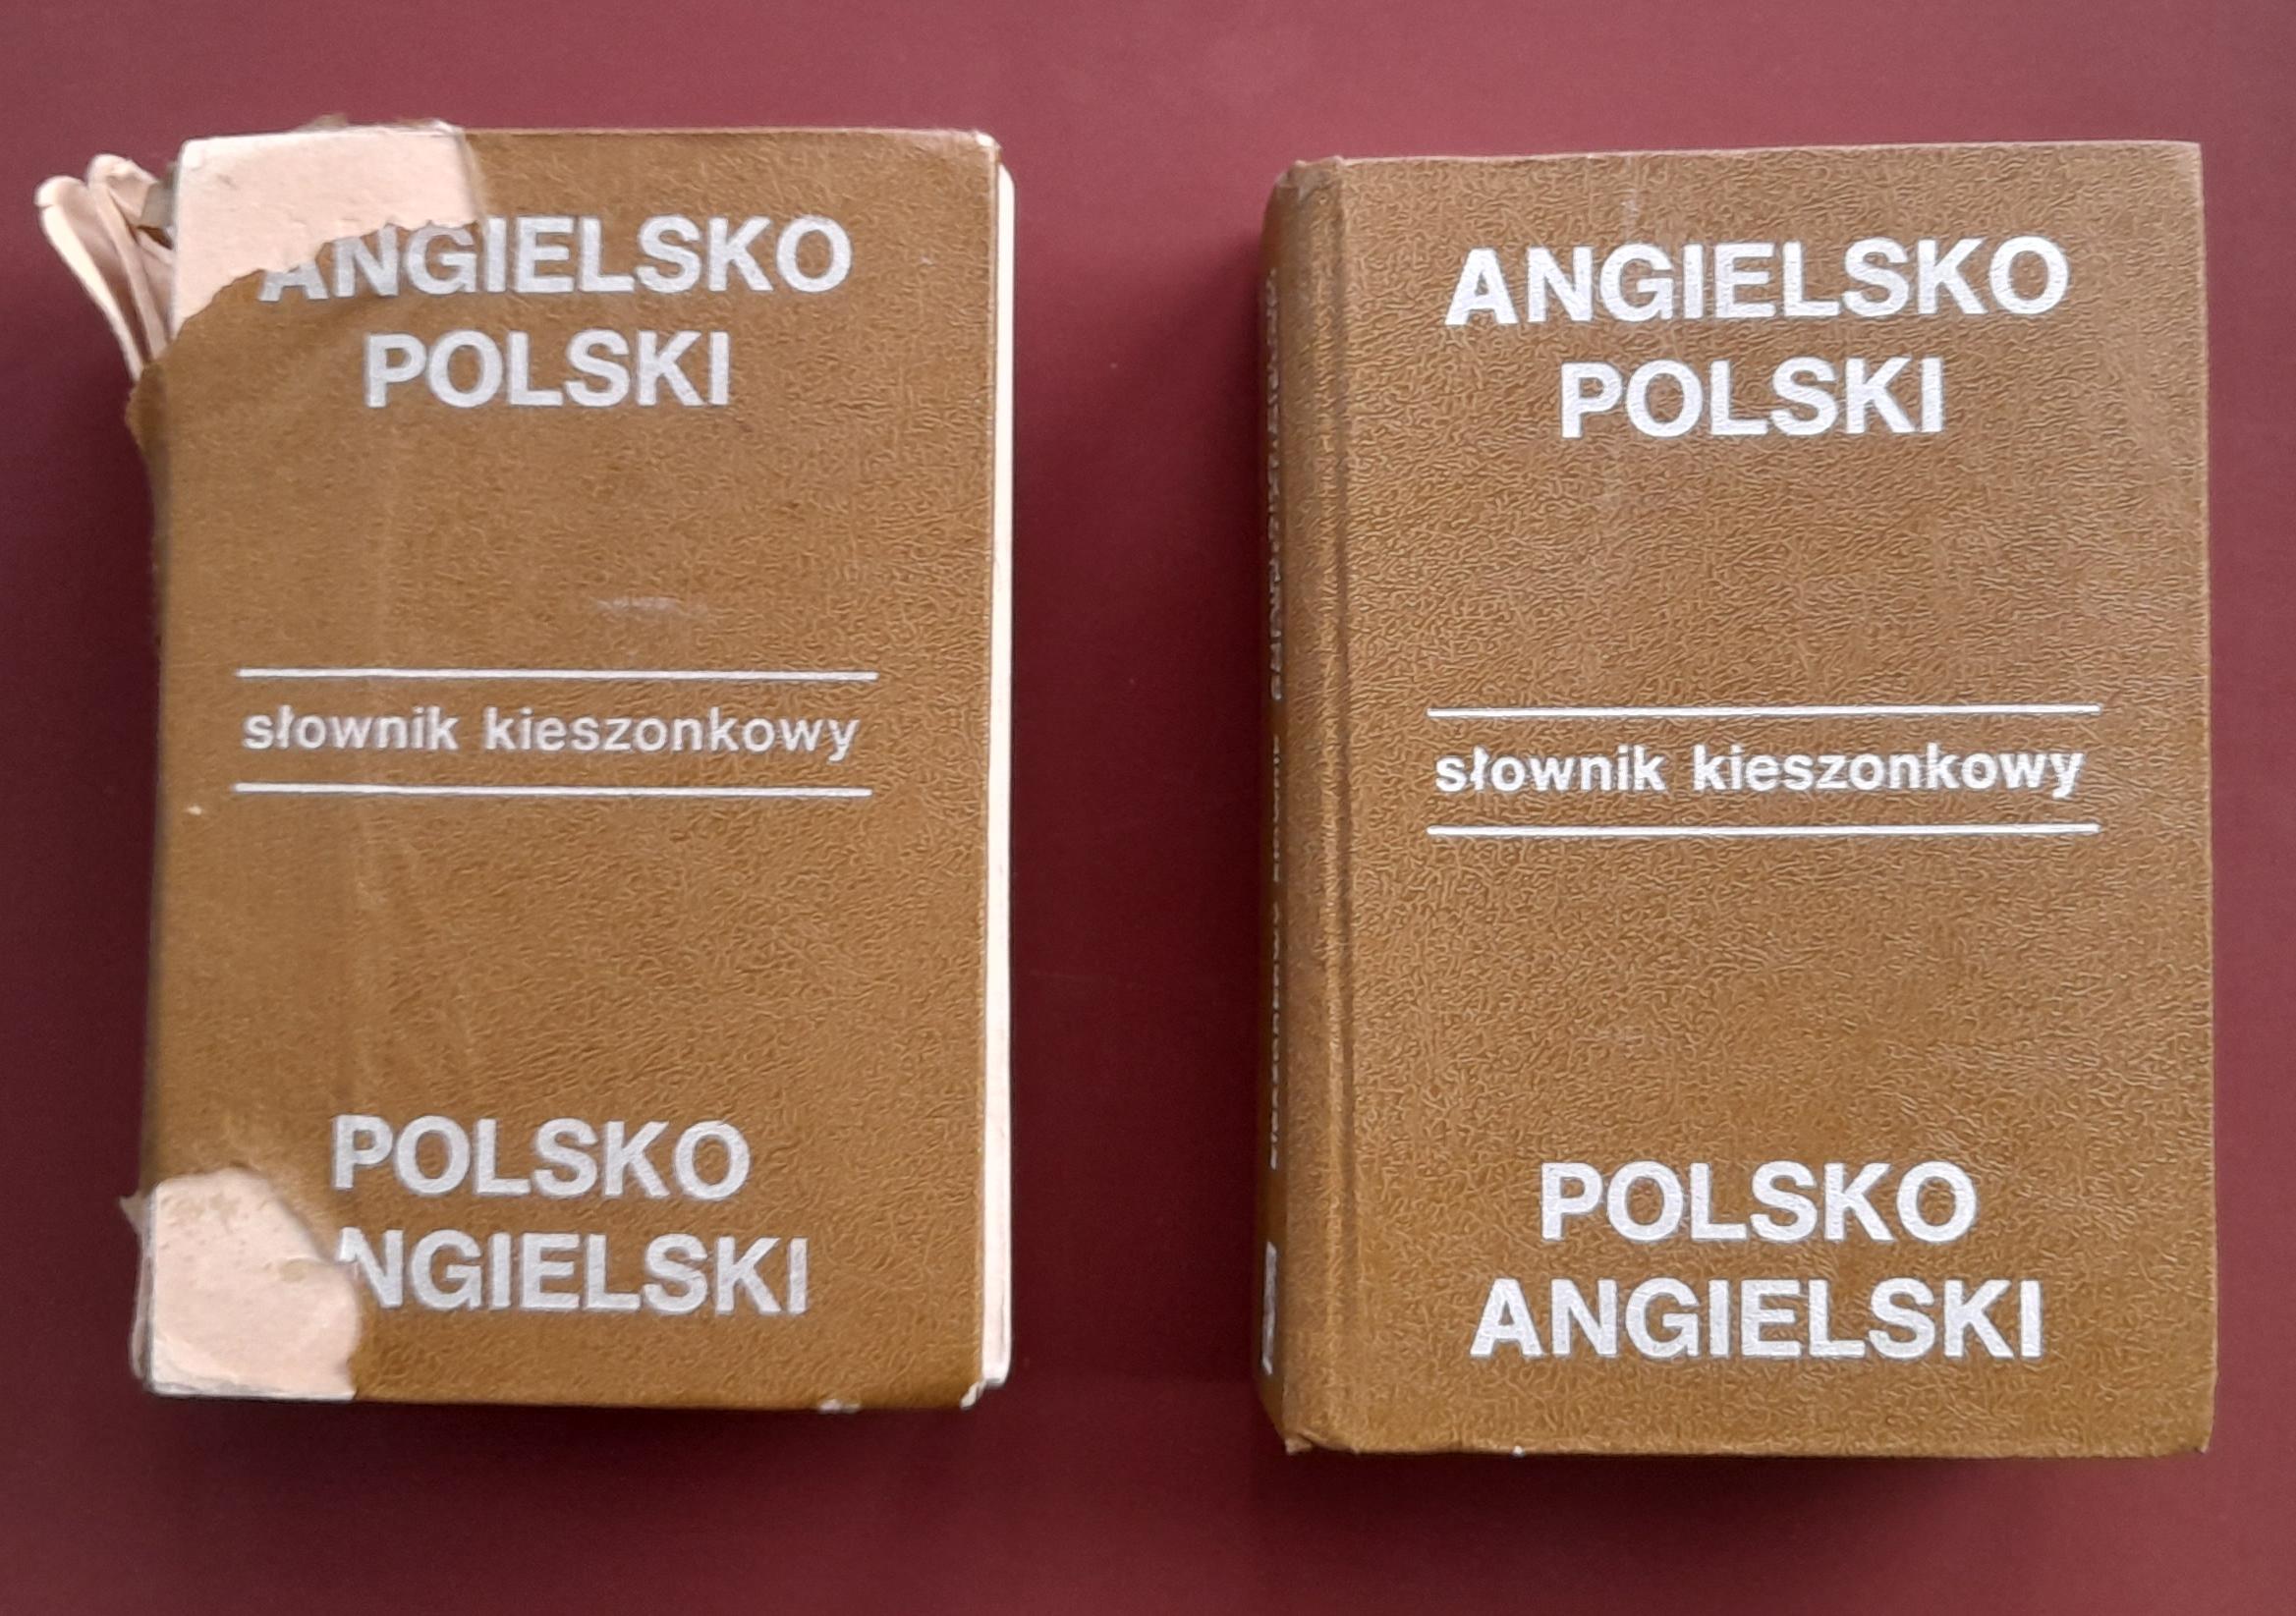 ANGIELSKO
POLSKI
słownik kieszonkowy
POLSKO
NGIELSKI
ANGIELSKO
POLSKI
słownik kieszonkowy
POLSKO
ANGIELSKI